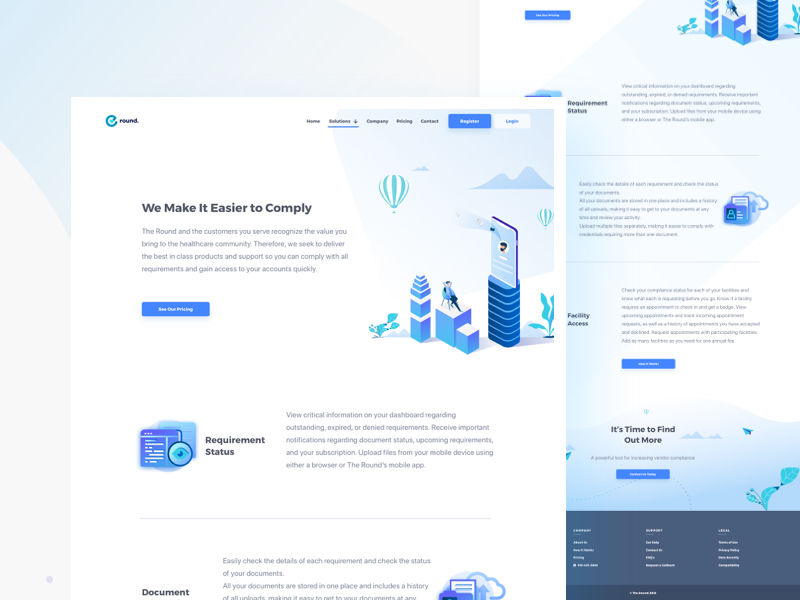 round.
Home Solutions Company Pricing Contact Register Login
We Make It Easier to Comply
The Round and the customers you serve recognize the value you
bring to the healthcare community. Therefore, we seek to deliver
the best in class products and support so you can comply with all
requirements and gain access to your accounts quickly.
See Our Pricing
Requirement
Status
View critical information on your dashboard regarding
outstanding, expired, or denied requirements. Receive important
notifications regarding document status, upcoming requirements,
and your subscription. Upload files from your mobile device using
either a browser or The Round's mobile app.
Document
Easily check the details of each requirement and check the status
of your documents.
All your documents are stored in one place and includes a history
of all uploads, making it easy to get to your documents at any
See Our Pricing
Requirement
Status
View critical information on your dashboard regarding
outstanding, expired, or denied requirements. Receive important
notifications regarding document status, upcoming requirements,
and your subscription. Upload files from your mobile device using
either a browser or The Round's mobile app.
Easily check the details of each requirement and check the status
of your documents.
All your documents are stored in one place and includes a history
of all uploads, making it easy to get to your documents at any
time and review your activity.
Upload multiple files separately, making it easier to comply with
credentials requiring more than one document.
Facility
Access
Check your compliance status for each of your facilities and
know what each is requesting before you go. Know if a facility
requires an appointment to check in and get a badge. View
upcoming appointments and track incoming appointment
requests, as well as a history of appointments you have accepted
and declined. Request appointments with participating facilities.
Add as many facilities as you need for one annual fee.
How It Works
It's Time to Find
Out More
A powerful tool for increasing vendor compliance
Contact Us Today
COMPANY
About Us
How It Works
Pricing
SUPPORT
Get Help
Contact Us
FAQ's
Request a Callback
LEGAL
Terms of Use
Privacy Policy
Data Security
Compatibility